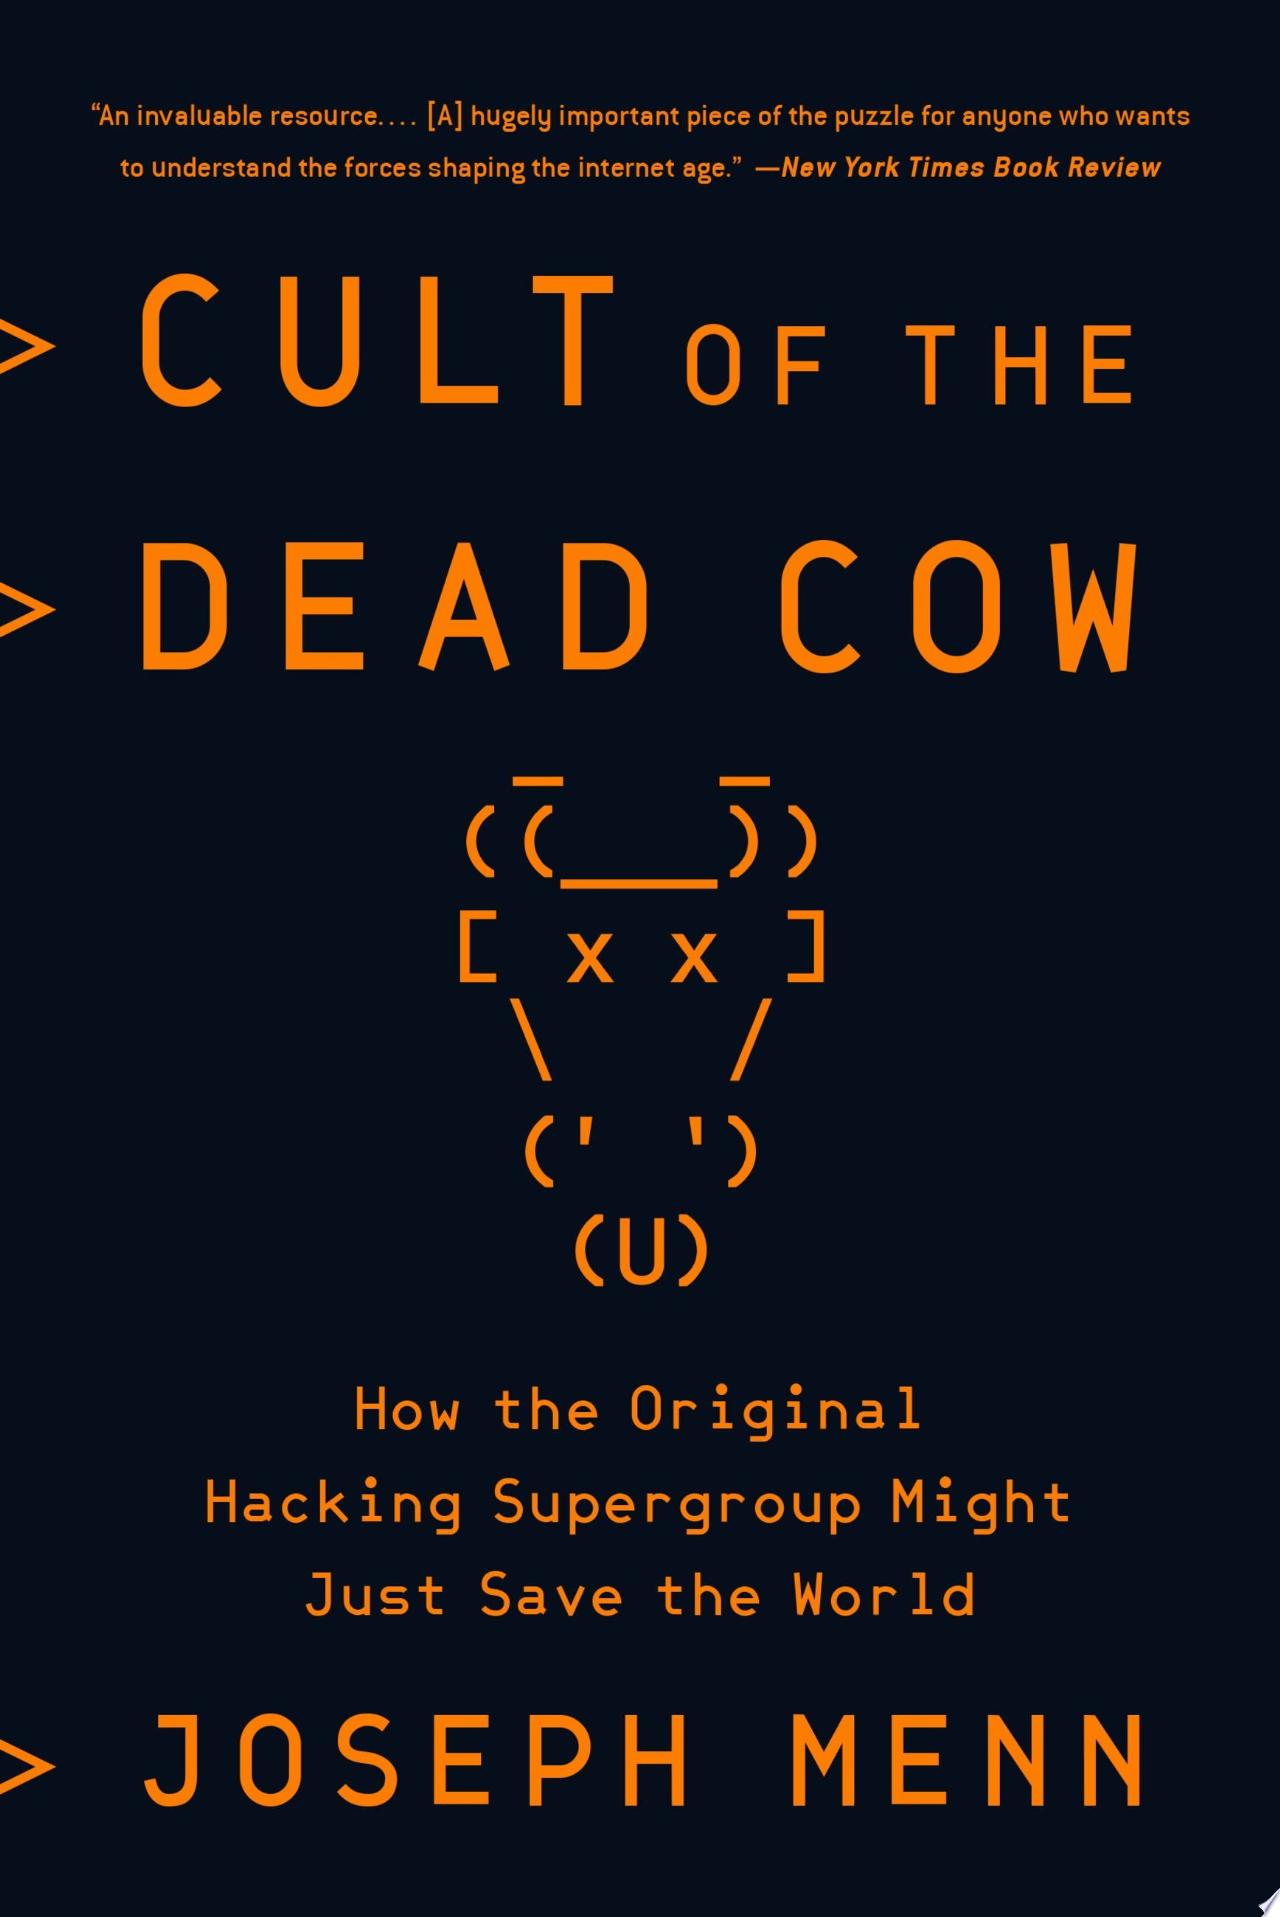 “An invaluable resource.... [A] hugely important piece of the puzzle for anyone who wants
to understand the forces shaping the internet age.” —New York Times Book Review
> CULT OF THE
> DEAD COW
_   _
((___))
[ x x ]
\   /
(' ')
(U)
How the Original
Hacking Supergroup Might
Just Save the World
> JOSEPH MENN